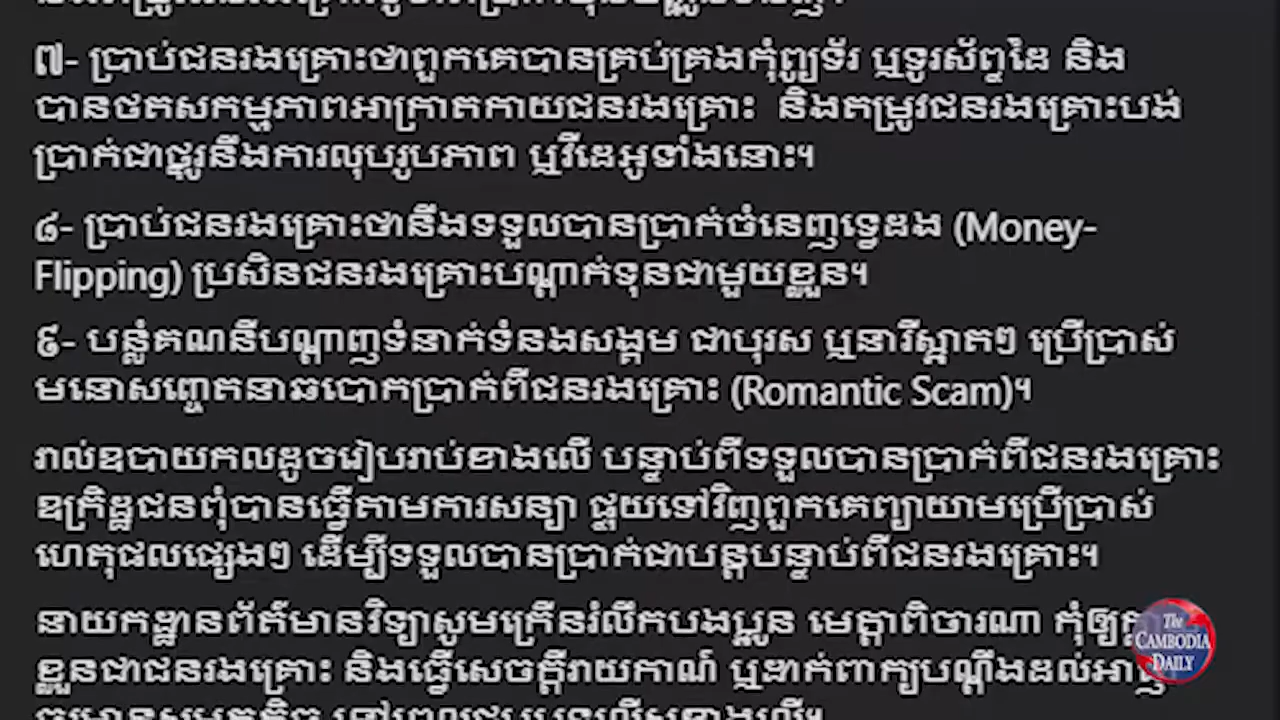 ៧- ប្រាប់ជនរងគ្រោះថាពួកគេបានគ្រប់គ្រងកុំព្យូទ័រ ឬទូរស័ព្ទដៃ និង
បានថតសកម្មភាពអាក្រាតកាយជនរងគ្រោះ និងតម្រូវជនរងគ្រោះបង់
ប្រាក់ជាថ្នូរនឹងការលុបរូបភាព ឬវីដេអូទាំងនោះ។
៨- ប្រាប់ជនរងគ្រោះថានឹងទទួលបានប្រាក់ចំនេញទ្វេដង (Money-
Flipping) ប្រសិនជនរងគ្រោះបណ្តាក់ទុនជាមួយខ្លួន។
៩- បន្លំគណនីបណ្តាញទំនាក់ទំនងសង្គម ជាបុរស ឬនារីស្អាតៗ ប្រើប្រាស់
មនោសញ្ចេតនាឆបោកប្រាក់ពីជនរងគ្រោះ (Romantic Scam)។
រាល់ឧបាយកលដូចរៀបរាប់ខាងលើ បន្ទាប់ពីទទួលបានប្រាក់ពីជនរងគ្រោះ
ឧក្រិដ្ឋជនពុំបានធ្វើតាមការសន្យា ផ្ទុយទៅវិញពួកគេព្យាយាមប្រើប្រាស់
ហេតុផលផ្សេងៗ ដើម្បីទទួលបានប្រាក់ជាបន្តបន្ទាប់ពីជនរងគ្រោះ។
នាយកដ្ឋានព័ត៌មានវិទ្យាសូមក្រើនរំលឹកបងប្អូន មេត្តាពិចារណា កុំឲ្យ
ខ្លួនជាជនរងគ្រោះ និងធ្វើសេចក្តីរាយការណ៍ ឬដាក់ពាក្យបណ្តឹងដល់
The
CAMBODIA
DAILY